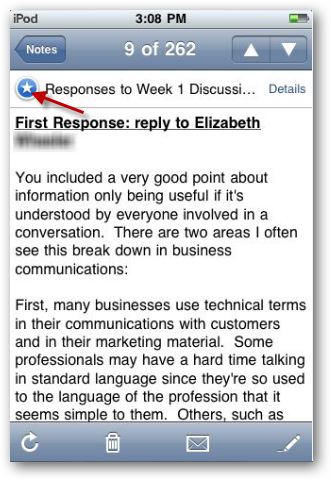 iPod 3:08 PM
Notes 9 of 262
Responses to Week 1 Discussi... Details
First Response: reply to Elizabeth
You included a very good point about
information only being useful if it's
understood by everyone involved in a
conversation. There are two areas I often
see this break down in business
communications:
First, many businesses use technical terms
in their communications with customers
and in their marketing material. Some
professionals may have a hard time talking
in standard language since they're so used
to the language of the profession that it
seems simple to them. Others, such as